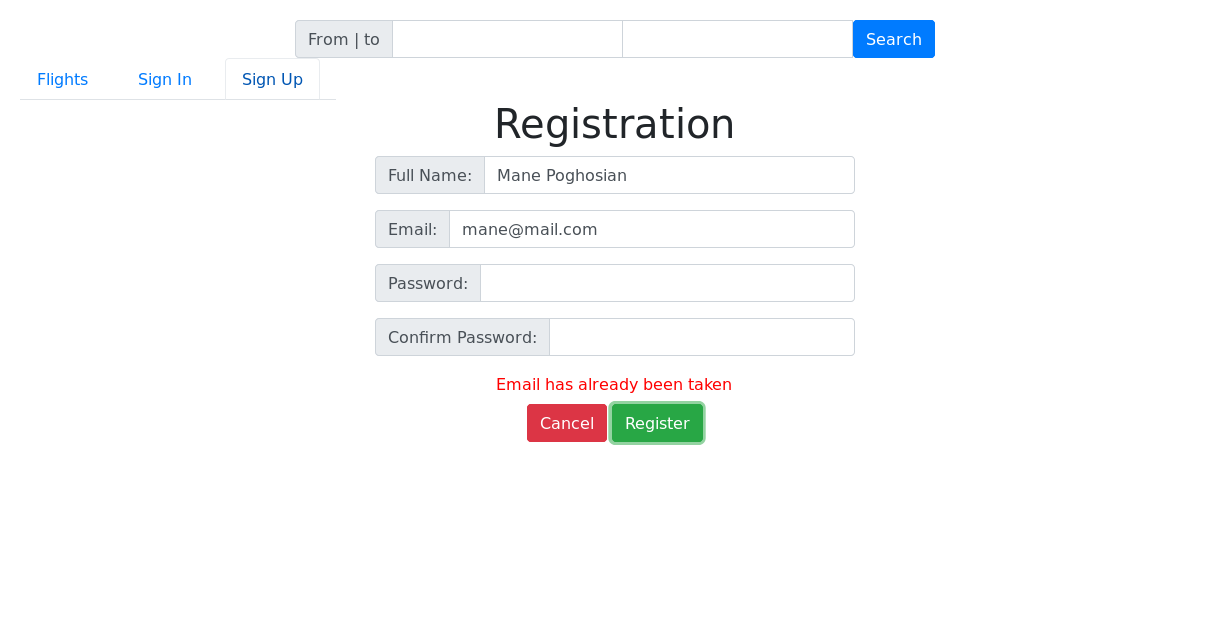 From | to Search
Flights Sign In Sign Up
Registration
Full Name: Mane Poghosian
Email: mane@mail.com
Password:
Confirm Password:
Email has already been taken
Cancel Register